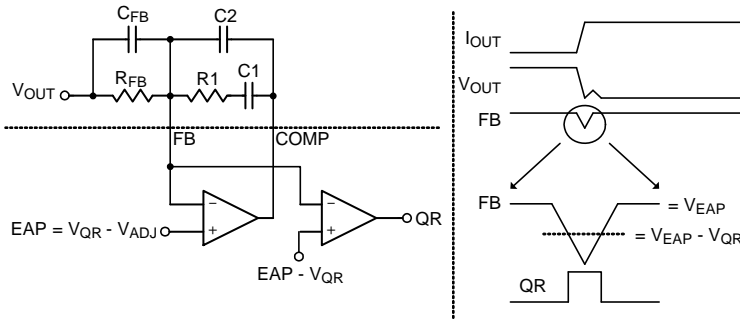 CFB
C2
RFB
R1
C1
VOUT
FB
COMP
−
+
EAP = VQR - VADJ
−
+
QR
EAP - VQR
IOUT
VOUT
FB
FB
= VEAP
= VEAP - VQR
QR